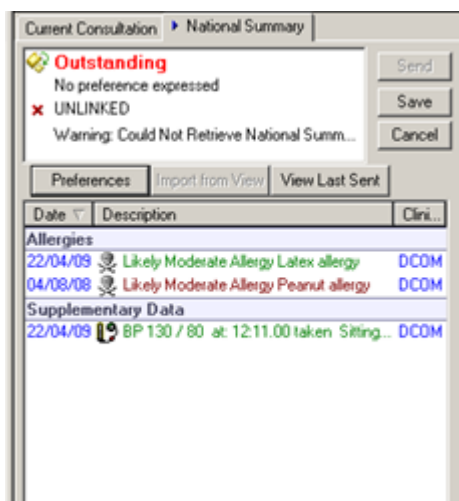 Current Consultation National Summary
Outstanding Send
No preference expressed
UNLINKED Save
Warning: Could Not Retrieve National Summ... Cancel
Preferences Import from View View Last Sent
Date Description Clini...
Allergies
22/04/09 Likely Moderate Allergy Latex allergy DCOM
04/08/08 Likely Moderate Allergy Peanut allergy DCOM
Supplementary Data
22/04/09 BP 130 / 80 at: 12:11.00 taken Sitting... DCOM